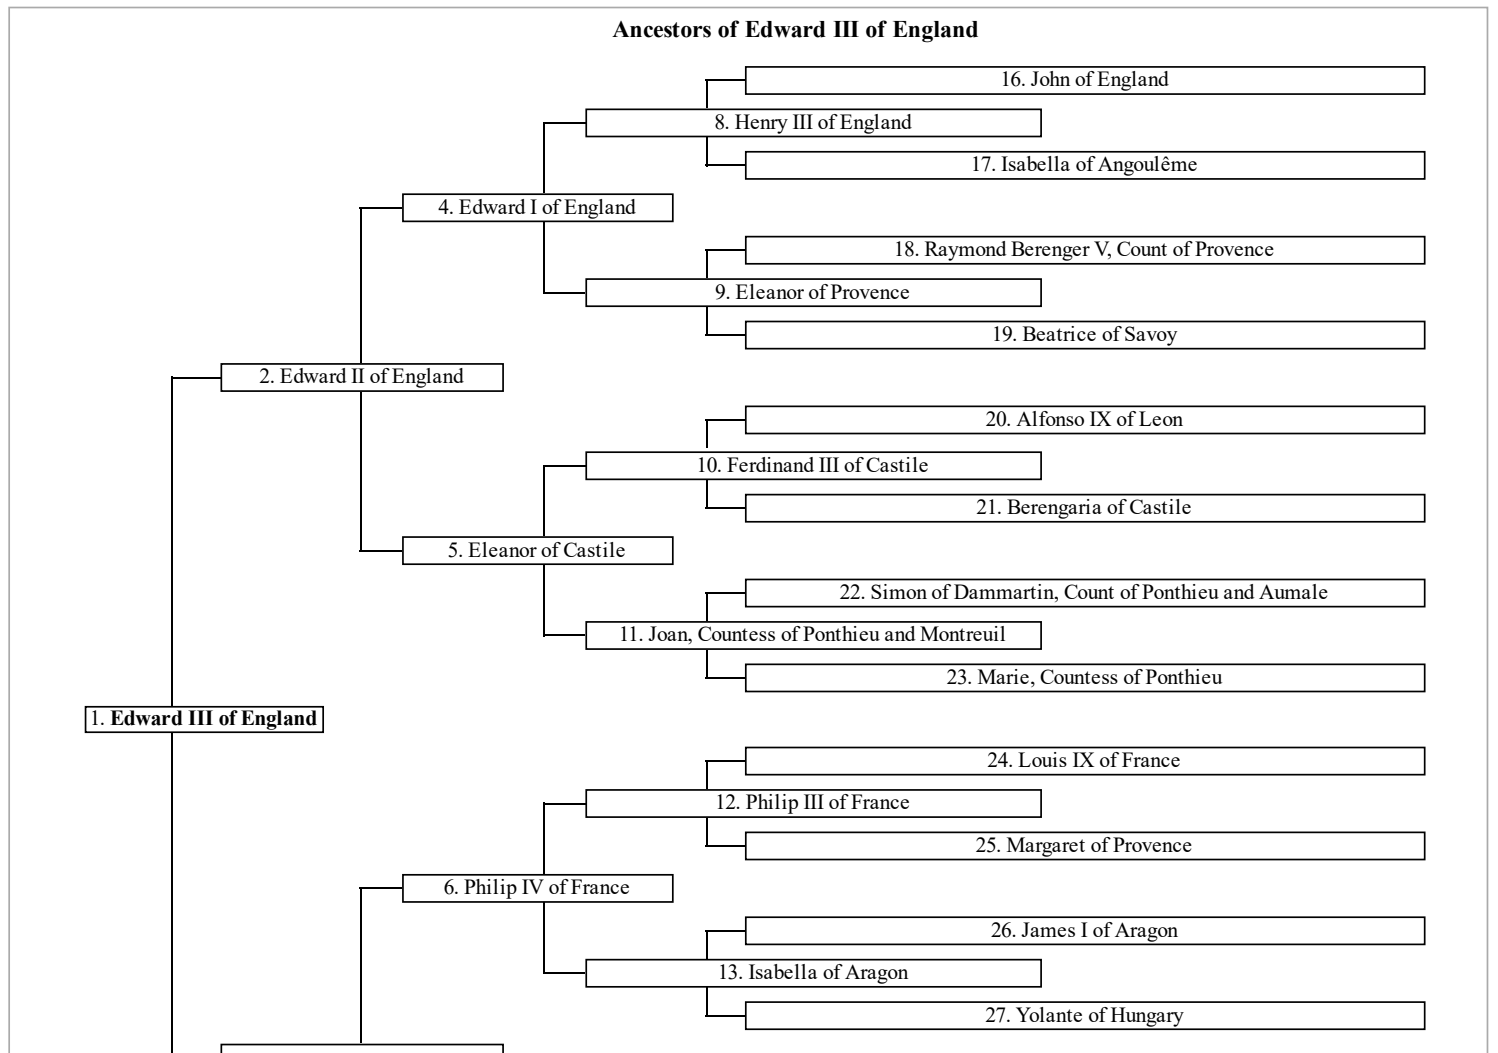 Ancestors of Edward III of England
16. John of England
8. Henry III of England
17. Isabella of Angoulême
4. Edward I of England
18. Raymond Berenger V, Count of Provence
9. Eleanor of Provence
19. Beatrice of Savoy
2. Edward II of England
20. Alfonso IX of Leon
10. Ferdinand III of Castile
21. Berengaria of Castile
5. Eleanor of Castile
22. Simon of Dammartin, Count of Ponthieu and Aumale
11. Joan, Countess of Ponthieu and Montreuil
23. Marie, Countess of Ponthieu
1. Edward III of England
24. Louis IX of France
12. Philip III of France
25. Margaret of Provence
6. Philip IV of France
26. James I of Aragon
13. Isabella of Aragon
27. Yolante of Hungary